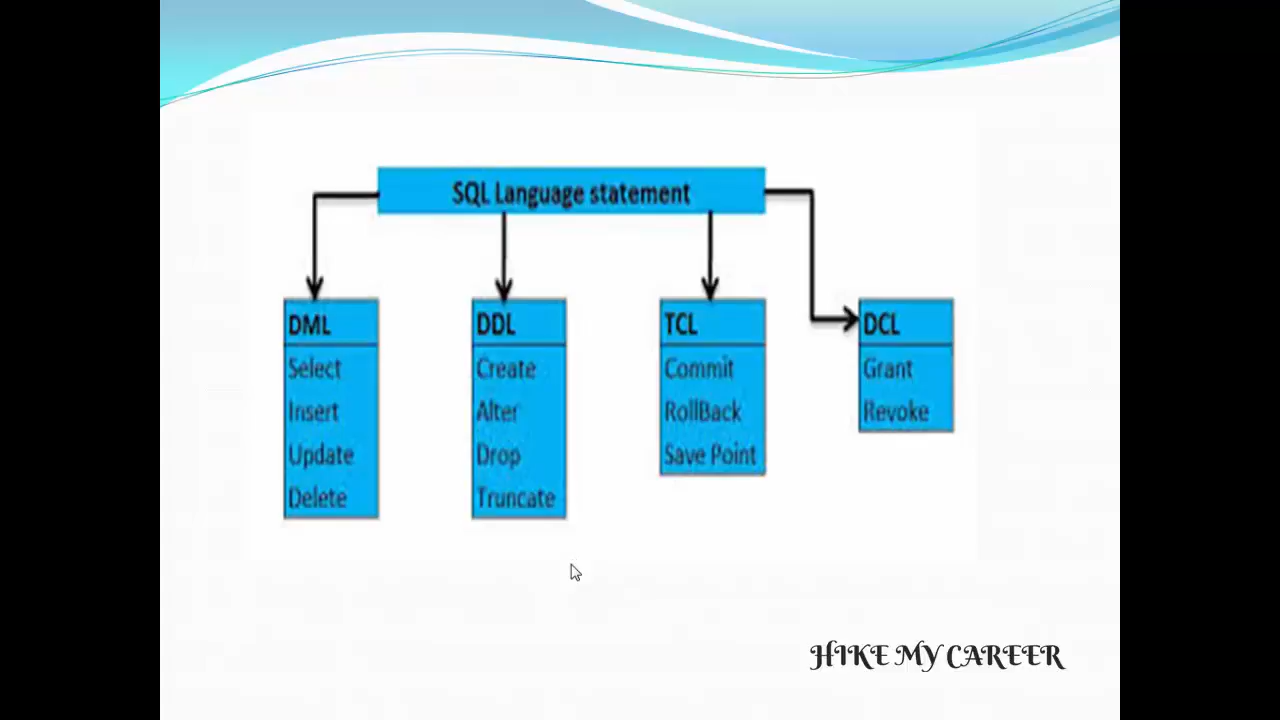 SQL Language statement
DML
Select
Insert
Update
Delete
DDL
Create
Alter
Drop
Truncate
TCL
Commit
RollBack
Save Point
DCL
Grant
Revoke
HIKE MY CAREER